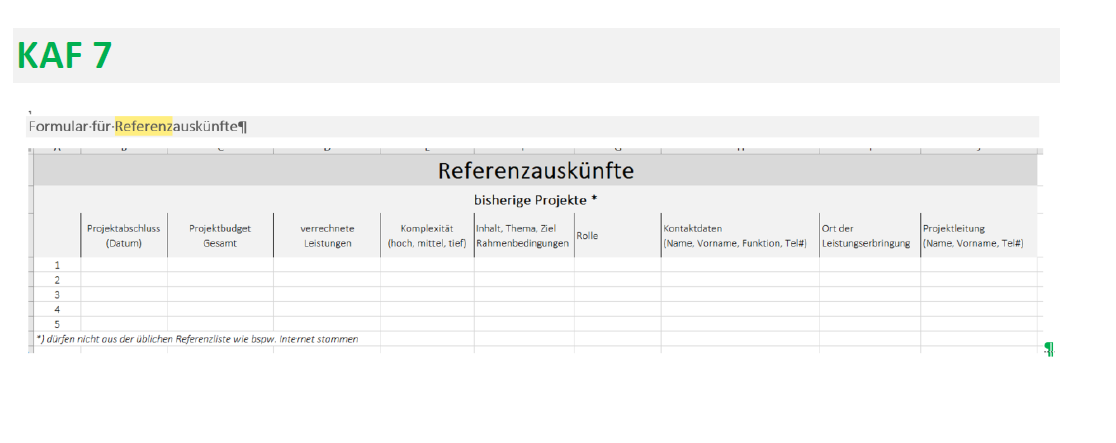 KAF 7
Formular·für·Referenzauskünfte¶
Referenzauskünfte
bisherige Projekte *
Projektabschluss (Datum)
Projektbudget Gesamt
verrechnete Leistungen
Komplexität (hoch, mittel, tief)
Inhalt, Thema, Ziel Rahmenbedingungen
Rolle
Kontaktdaten (Name, Vorname, Funktion, Tel#)
Ort der Leistungserbringung
Projektleitung (Name, Vorname, Tel#)
1
2
3
4
5
*) dürfen nicht aus der üblichen Referenzliste wie bspw. Internet stammen
¶